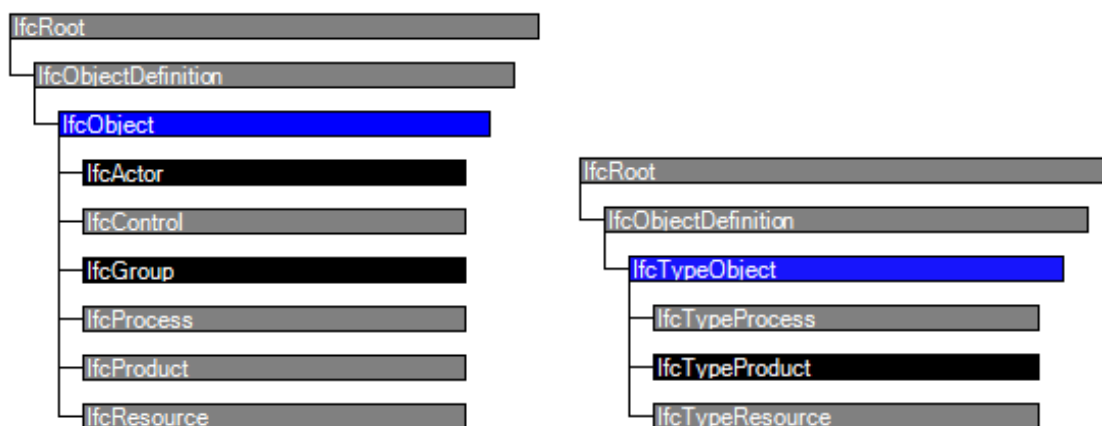 IfcRoot
IfcObjectDefinition
IfcObject
IfcActor
IfcControl
IfcGroup
IfcProcess
IfcProduct
IfcResource
IfcRoot
IfcObjectDefinition
IfcTypeObject
IfcTypeProcess
IfcTypeProduct
IfcTypeResource